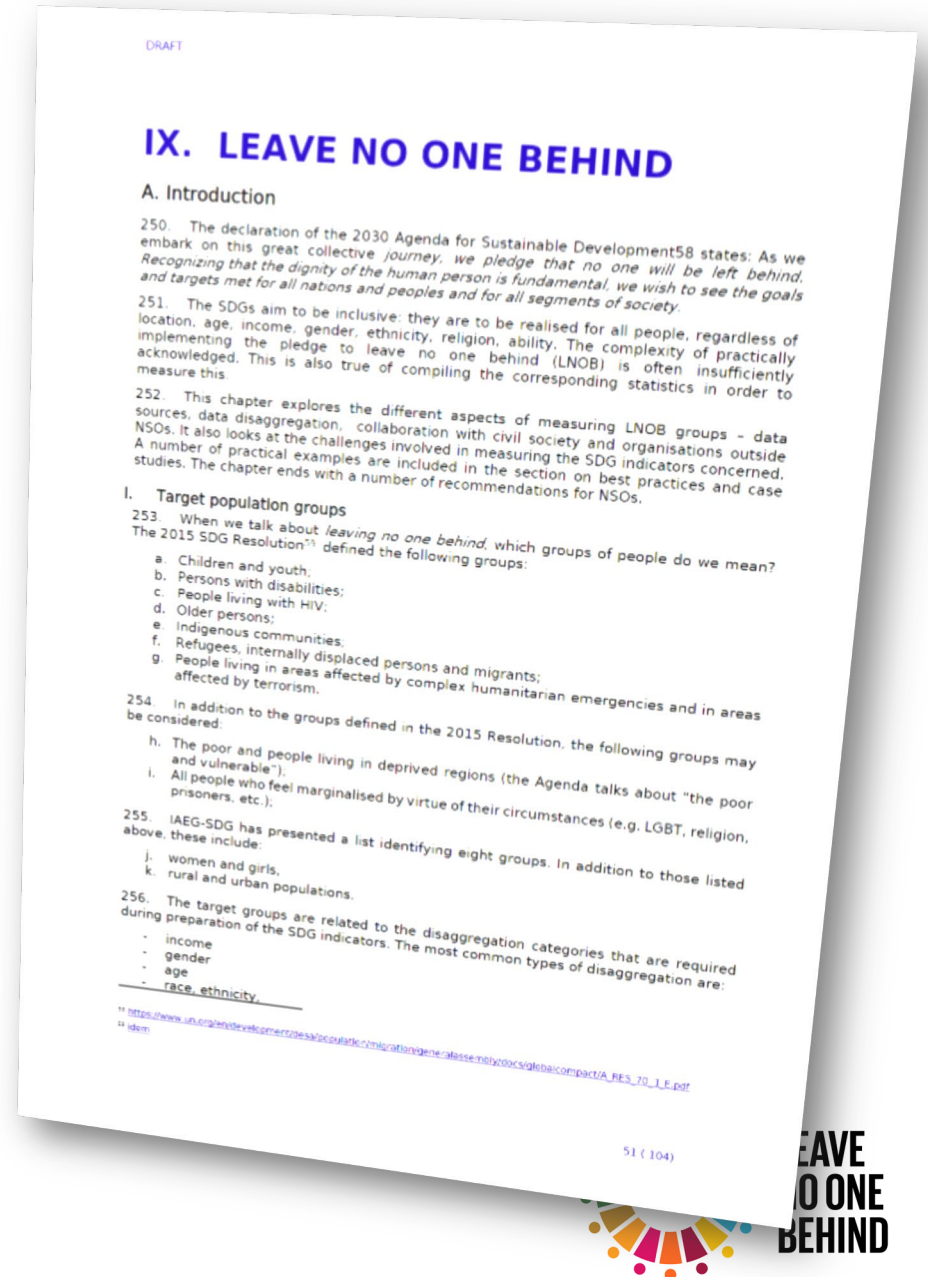 DRAFT
IX. LEAVE NO ONE BEHIND
A. Introduction
250. The declaration of the 2030 Agenda for Sustainable Development58 states: As we
embark on this great collective journey, we pledge that no one will be left behind.
Recognizing that the dignity of the human person is fundamental, we wish to see the goals
and targets met for all nations and peoples and for all segments of society.
251. The SDGs aim to be inclusive: they are to be realised for all people, regardless of
location, age, income, gender, ethnicity, religion, ability. The complexity of practically
implementing the pledge to leave no one behind (LNOB) is often insufficiently
acknowledged. This is also true of compiling the corresponding statistics in order to
measure this.
252. This chapter explores the different aspects of measuring LNOB groups – data
sources, data disaggregation, collaboration with civil society and organisations outside
NSOs. It also looks at the challenges involved in measuring the SDG indicators concerned.
A number of practical examples are included in the section on best practices and case
studies. The chapter ends with a number of recommendations for NSOs.
I. Target population groups
253. When we talk about leaving no one behind, which groups of people do we mean?
The 2015 SDG Resolution defined the following groups:
a. Children and youth;
b. Persons with disabilities;
c. People living with HIV;
d. Older persons;
e. Indigenous communities;
f. Refugees, internally displaced persons and migrants;
g. People living in areas affected by complex humanitarian emergencies and in areas
affected by terrorism.
254. In addition to the groups defined in the 2015 Resolution, the following groups may
be considered:
h. The poor and people living in deprived regions (the Agenda talks about "the poor
and vulnerable");
i. All people who feel marginalised by virtue of their circumstances (e.g. LGBT, religion,
prisoners, etc.);
255. IAEG-SDG has presented a list identifying eight groups. In addition to those listed
above, these include:
j. women and girls,
k. rural and urban populations.
256. The target groups are related to the disaggregation categories that are required
during preparation of the SDG indicators. The most common types of disaggregation are:
- income
- gender
- age
- race, ethnicity,
https://www.un.org/en/development/desa/population/migration/generalassembly/docs/globalcompact/A_RES_70_1_E.pdf
idem
51 ( 104)
EAVE
O ONE
BEHIND